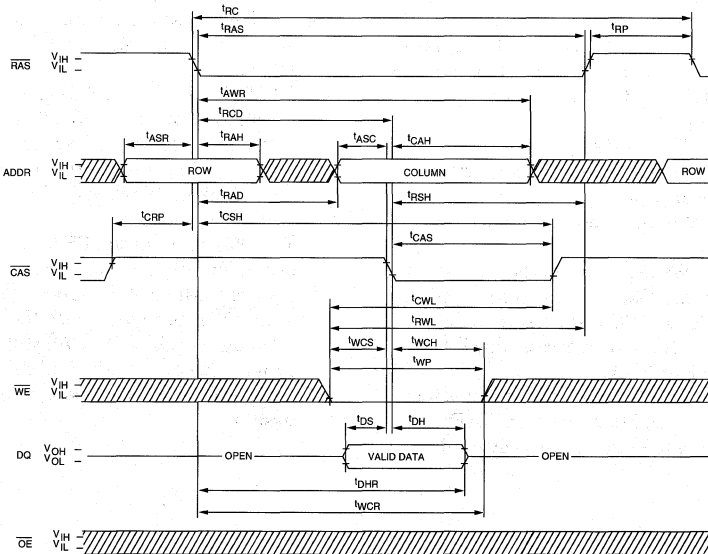 tRC
tRAS
tRP
RAS VIH VIL
tAWR
tRCD
tASR tRAH tASC tCAH
ADDR VIH VIL ROW COLUMN ROW
tRAD tRSH
tCRP tCSH
tCAS
CAS VIH VIL
tCWL
tRWL
tWCS tWCH
tWP
WE VIH VIL
tDS tDH
DQ VOH VOL OPEN VALID DATA OPEN
tDHR
tWCR
OE VIH VIL